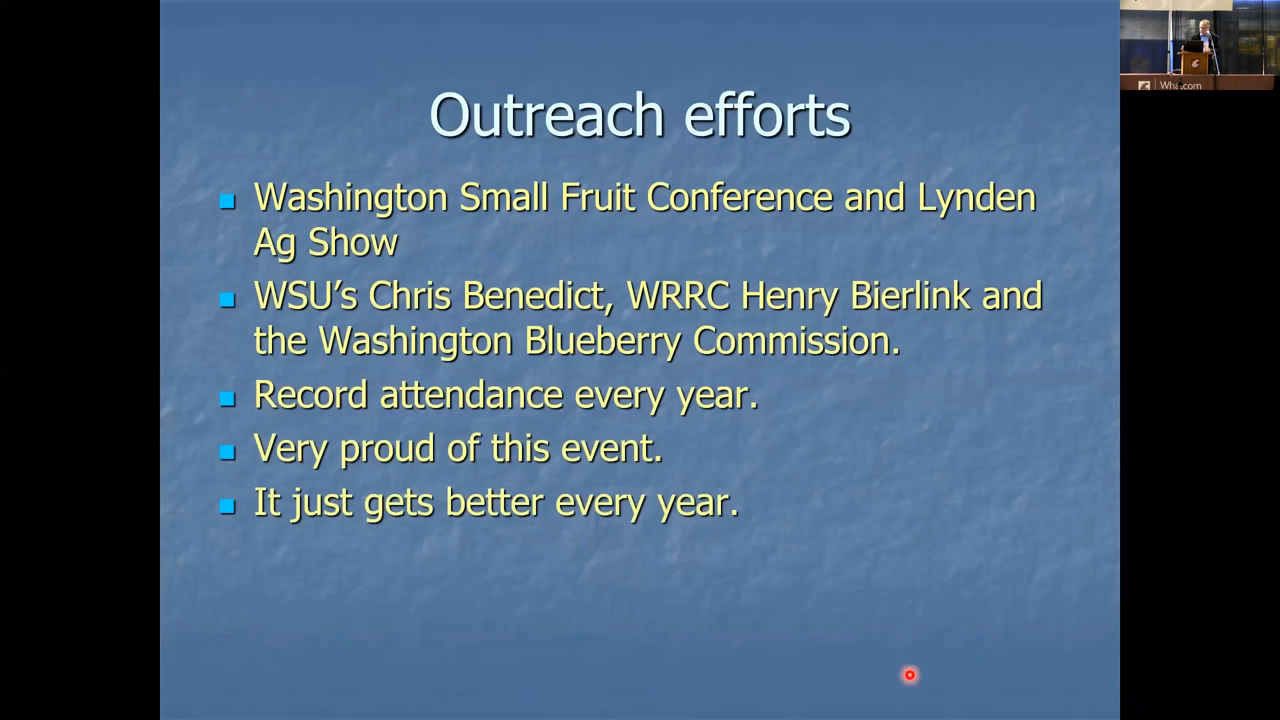 Outreach efforts
Washington Small Fruit Conference and Lynden
Ag Show
WSU’s Chris Benedict, WRRC Henry Bierlink and
the Washington Blueberry Commission.
Record attendance every year.
Very proud of this event.
It just gets better every year.
Whatcom